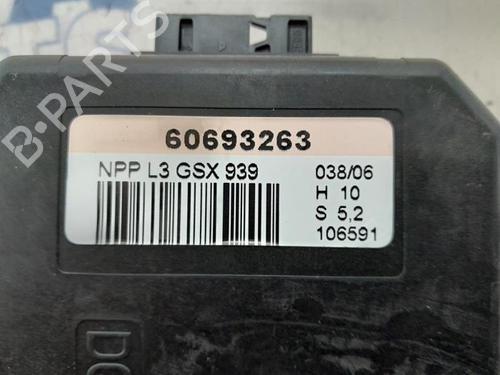 B-PARTS
60693263
NPP L3 GSX 939
038/06
H 10
S 5,2
106591